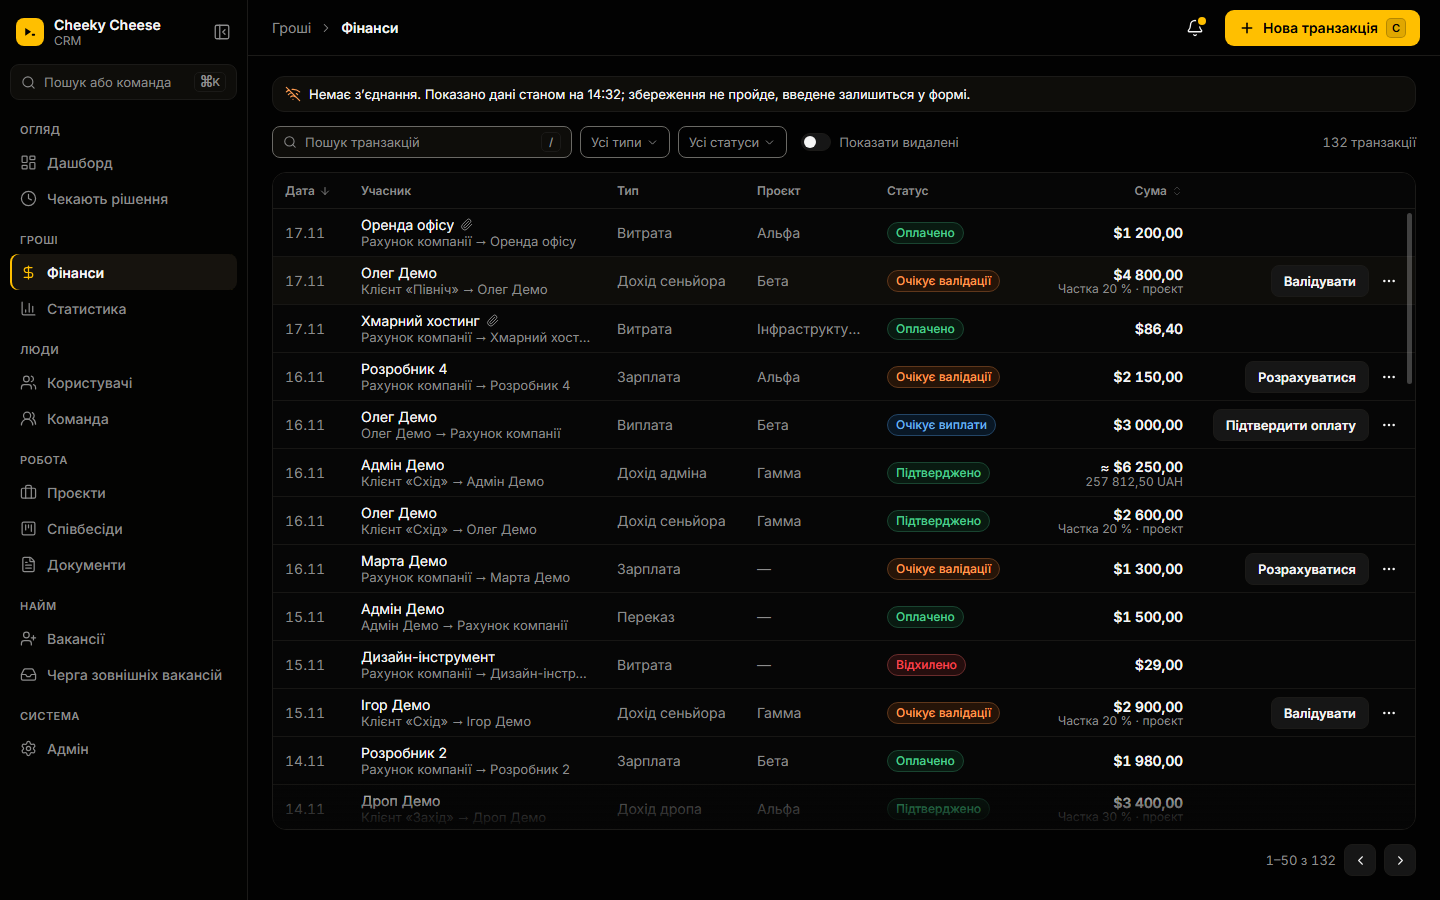 Cheeky Cheese
CRM
Пошук або команда ⌘K
ОГЛЯД
Дашборд
Чекають рішення
ГРОШІ
Фінанси
Статистика
ЛЮДИ
Користувачі
Команда
РОБОТА
Проєкти
Співбесіди
Документи
НАЙМ
Вакансії
Черга зовнішніх вакансій
СИСТЕМА
Адмін
Гроші > Фінанси
+ Нова транзакція C
Немає з’єднання. Показано дані станом на 14:32; збереження не пройде, введене залишиться у формі.
Пошук транзакцій / Усі типи Усі статуси Показати видалені 132 транзакції
Дата ↓ Учасник Тип Проєкт Статус Сума
17.11 Оренда офісу Витрата Альфа Оплачено $1 200,00
Рахунок компанії → Оренда офісу
17.11 Олег Демо Дохід сеньйора Бета Очікує валідації $4 800,00 Валідувати ···
Клієнт «Північ» → Олег Демо Частка 20 % · проєкт
17.11 Хмарний хостинг Витрата Інфраструкту... Оплачено $86,40
Рахунок компанії → Хмарний хост...
16.11 Розробник 4 Зарплата Альфа Очікує валідації $2 150,00 Розрахуватися ···
Рахунок компанії → Розробник 4
16.11 Олег Демо Виплата Бета Очікує виплати $3 000,00 Підтвердити оплату ···
Олег Демо → Рахунок компанії
16.11 Адмін Демо Дохід адміна Гамма Підтверджено ≈ $6 250,00
Клієнт «Схід» → Адмін Демо 257 812,50 UAH
16.11 Олег Демо Дохід сеньйора Гамма Підтверджено $2 600,00
Клієнт «Схід» → Олег Демо Частка 20 % · проєкт
16.11 Марта Демо Зарплата — Очікує валідації $1 300,00 Розрахуватися ···
Рахунок компанії → Марта Демо
15.11 Адмін Демо Переказ — Оплачено $1 500,00
Адмін Демо → Рахунок компанії
15.11 Дизайн-інструмент Витрата — Відхилено $29,00
Рахунок компанії → Дизайн-інстр...
15.11 Ігор Демо Дохід сеньйора Гамма Очікує валідації $2 900,00 Валідувати ···
Клієнт «Схід» → Ігор Демо Частка 20 % · проєкт
14.11 Розробник 2 Зарплата Бета Оплачено $1 980,00
Рахунок компанії → Розробник 2
14.11 Дроп Демо Дохід дропа Альфа Підтверджено $3 400,00
Клієнт «Захід» → Дроп Демо Частка 30 % · проєкт
1–50 з 132